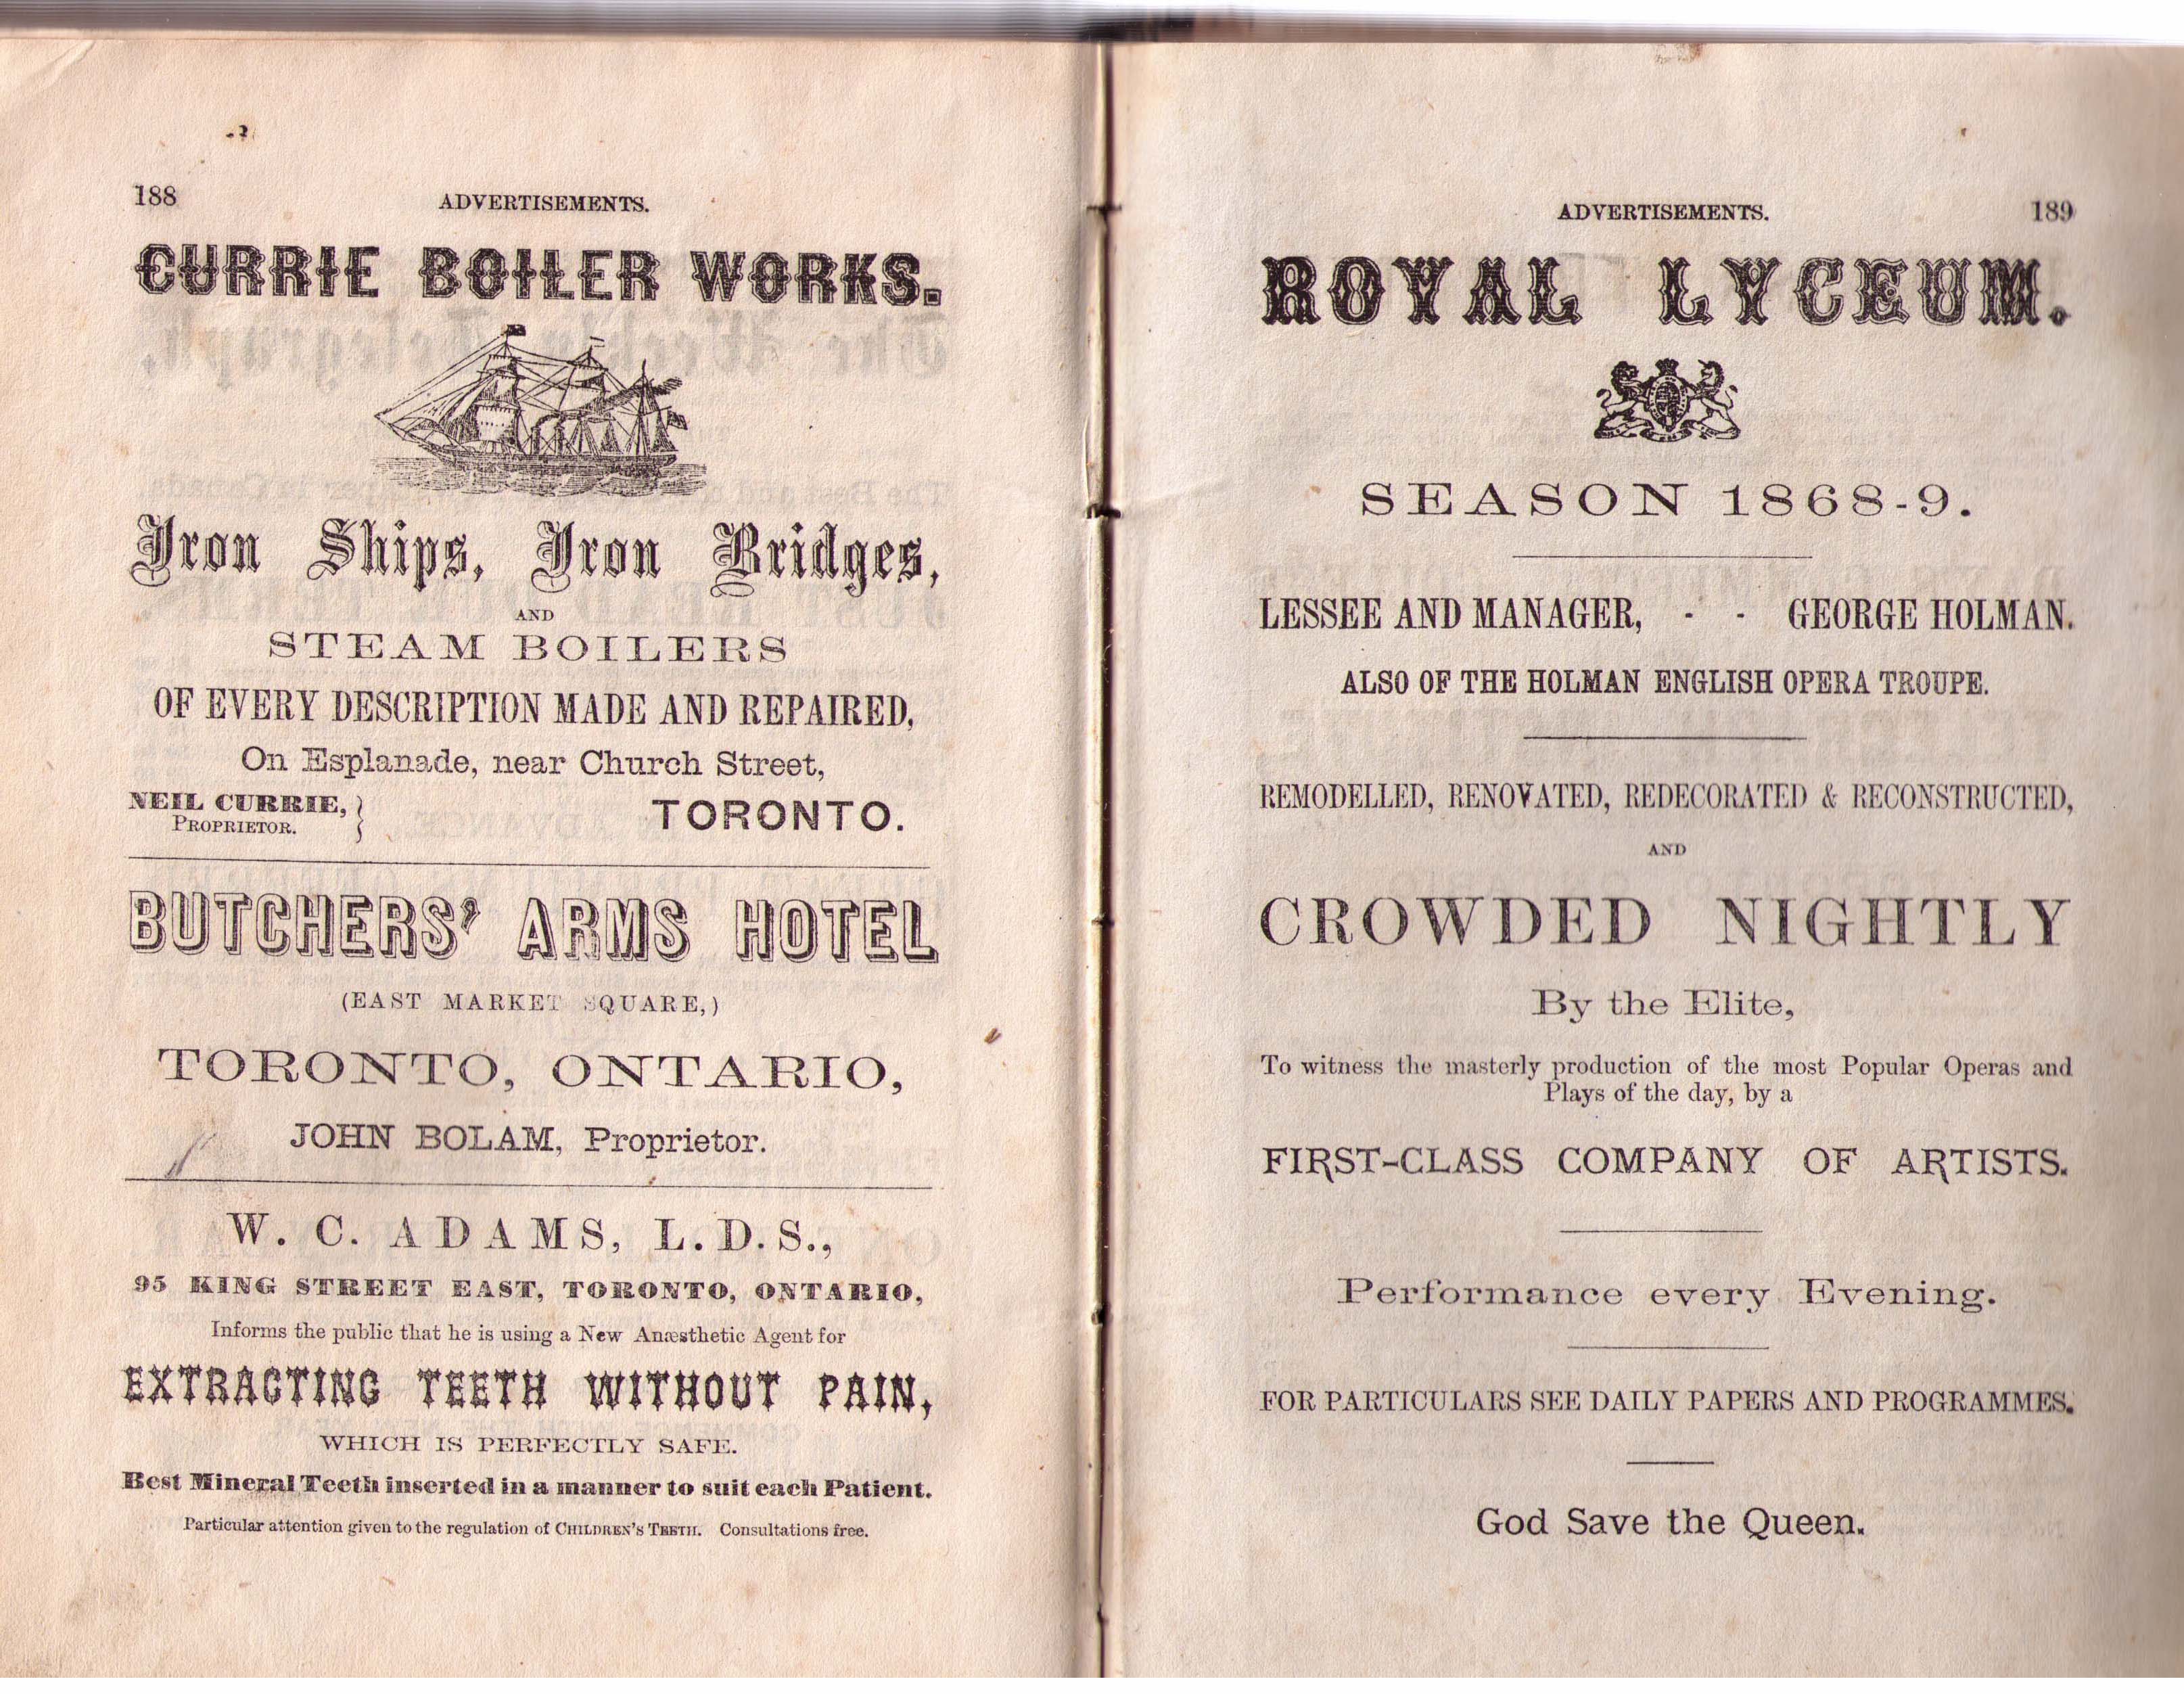 188
ADVERTISEMENTS.
CURRIE BOILER WORKS.
Iron Ships, Iron Bridges,
AND
STEAM BOILERS
OF EVERY DESCRIPTION MADE AND REPAIRED,
On Esplanade, near Church Street,
NEIL CURRIE,
PROPRIETOR.
TORONTO.
BUTCHERS' ARMS HOTEL
(EAST MARKET SQUARE,)
TORONTO, ONTARIO,
JOHN BOLAM, Proprietor.
W. C. ADAMS, L.D.S.,
95 KING STREET EAST, TORONTO, ONTARIO,
Informs the public that he is using a New Anæsthetic Agent for
EXTRACTING TEETH WITHOUT PAIN,
WHICH IS PERFECTLY SAFE.
Best Mineral Teeth inserted in a manner to suit each Patient.
Particular attention given to the regulation of CHILDREN'S TEETH. Consultations free.
ADVERTISEMENTS.
189
ROYAL LYCEUM.
SEASON 1868-9.
LESSEE AND MANAGER, - - GEORGE HOLMAN.
ALSO OF THE HOLMAN ENGLISH OPERA TROUPE.
REMODELLED, RENOVATED, REDECORATED & RECONSTRUCTED,
AND
CROWDED NIGHTLY
By the Elite,
To witness the masterly production of the most Popular Operas and
Plays of the day, by a
FIRST-CLASS COMPANY OF ARTISTS.
Performance every Evening.
FOR PARTICULARS SEE DAILY PAPERS AND PROGRAMMES.
God Save the Queen.